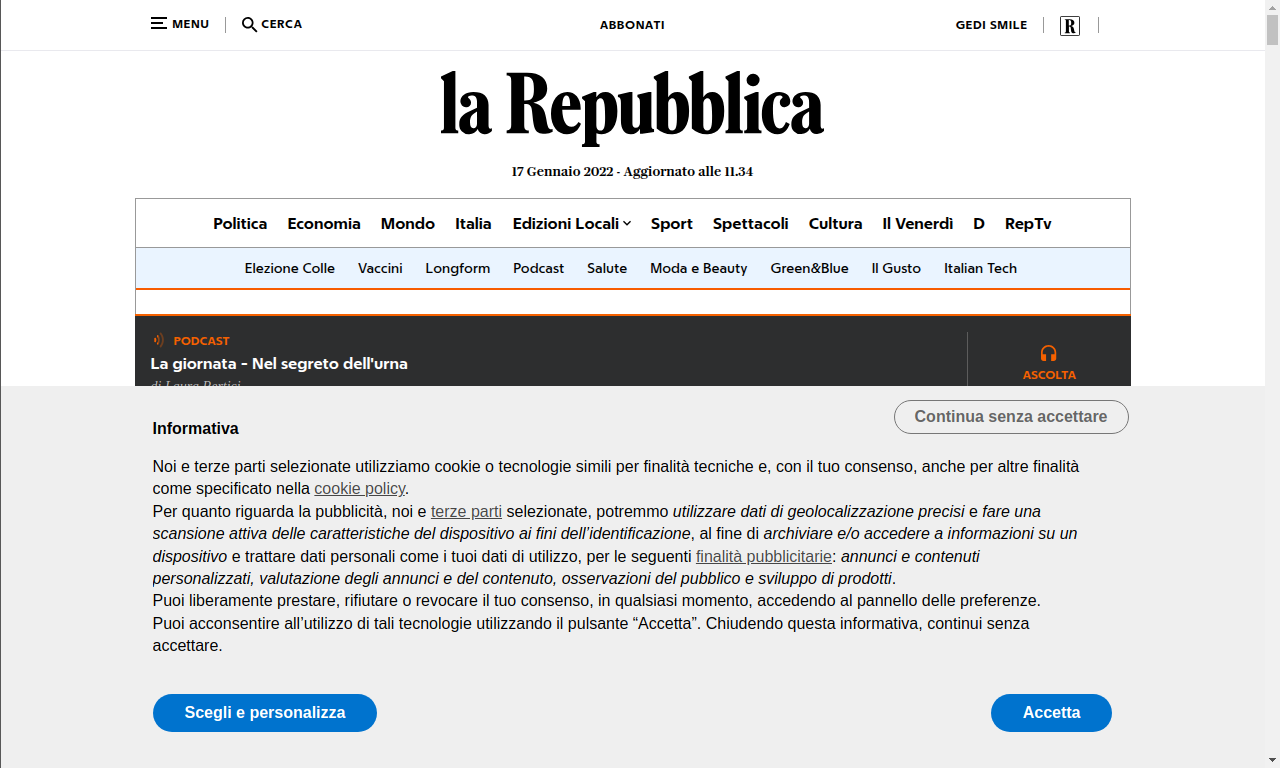 MENU CERCA ABBONATI GEDI SMILE R
la Repubblica
17 Gennaio 2022 - Aggiornato alle 11.34
Politica Economia Mondo Italia Edizioni Locali Sport Spettacoli Cultura Il Venerdì D RepTv
Elezione Colle Vaccini Longform Podcast Salute Moda e Beauty Green&Blue Il Gusto Italian Tech
PODCAST
La giornata - Nel segreto dell'urna
di Laura Pertici
ASCOLTA
Continua senza accettare
Informativa
Noi e terze parti selezionate utilizziamo cookie o tecnologie simili per finalità tecniche e, con il tuo consenso, anche per altre finalità
come specificato nella cookie policy.
Per quanto riguarda la pubblicità, noi e terze parti selezionate, potremmo utilizzare dati di geolocalizzazione precisi e fare una
scansione attiva delle caratteristiche del dispositivo ai fini dell’identificazione, al fine di archiviare e/o accedere a informazioni su un
dispositivo e trattare dati personali come i tuoi dati di utilizzo, per le seguenti finalità pubblicitarie: annunci e contenuti
personalizzati, valutazione degli annunci e del contenuto, osservazioni del pubblico e sviluppo di prodotti.
Puoi liberamente prestare, rifiutare o revocare il tuo consenso, in qualsiasi momento, accedendo al pannello delle preferenze.
Puoi acconsentire all’utilizzo di tali tecnologie utilizzando il pulsante “Accetta”. Chiudendo questa informativa, continui senza
accettare.
Scegli e personalizza Accetta